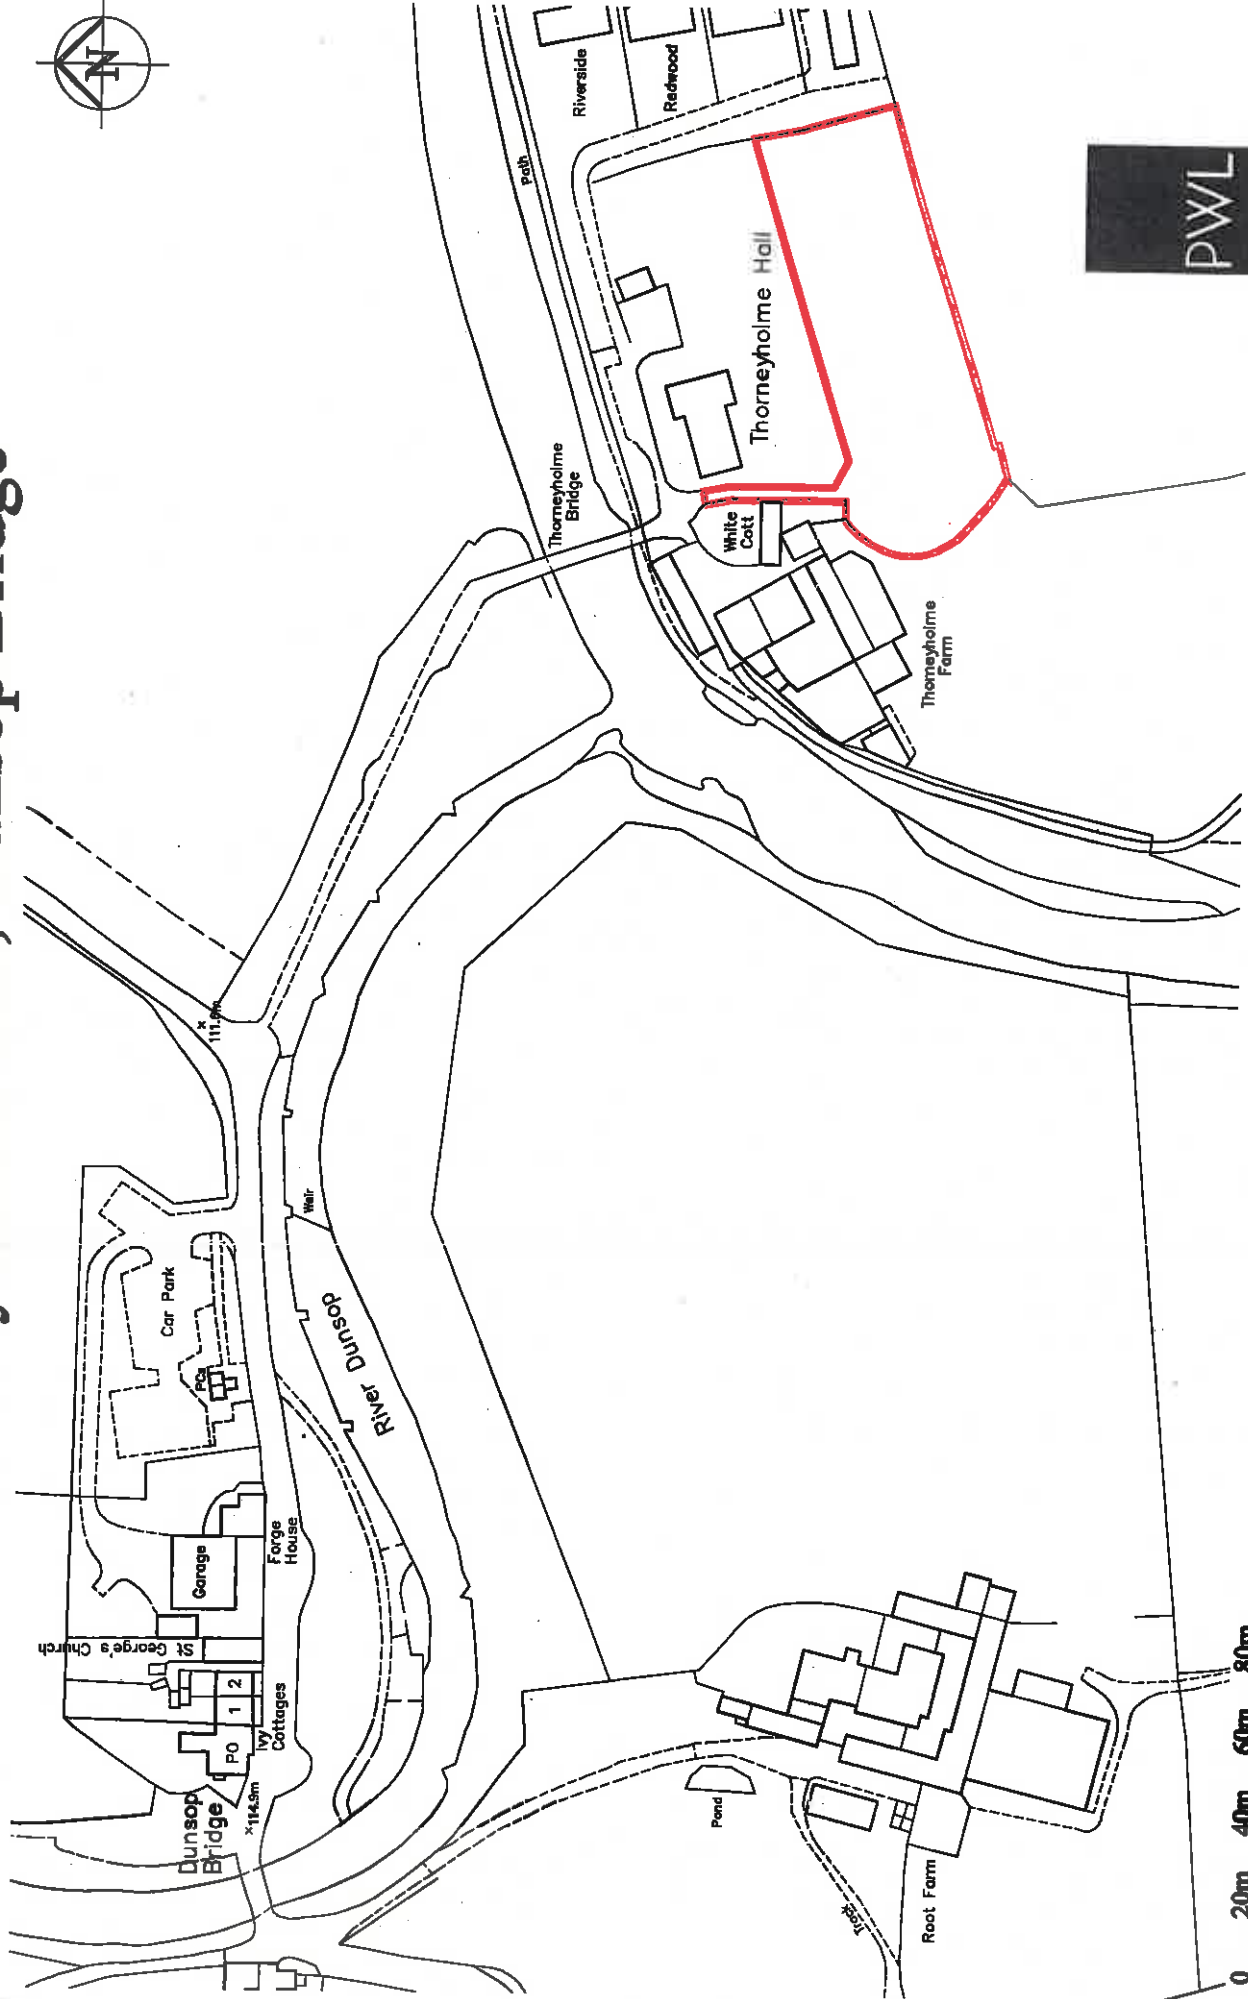 N
Riverside
Redwood
Path
Thorneyholme Hall
PWL
Thorneyholme
Bridge
White
Cott
Thorneyholme
Farm
111.6m
Weir
River Dunsop
Car Park
PCs
Garage
Forge
House
St George's Church
1
2
Ivy
Cottages
PO
114.9m
Dunsop
Bridge
Pond
Track
Root Farm
0 20m 40m 60m 80m